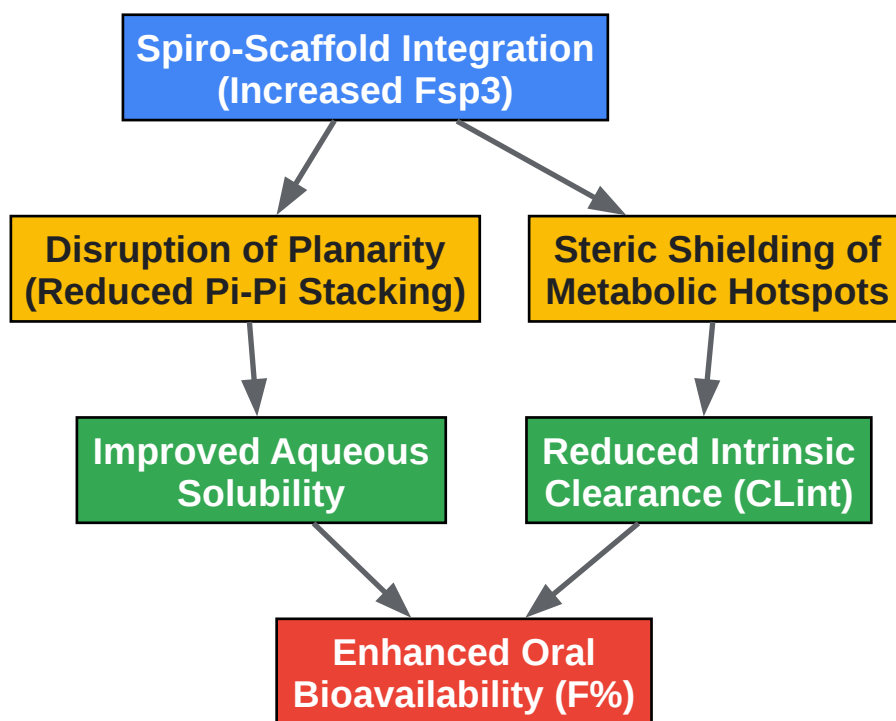 Spiro-Scaffold Integration
(Increased Fsp3)
Disruption of Planarity
(Reduced Pi-Pi Stacking)
Steric Shielding of
Metabolic Hotspots
Improved Aqueous
Solubility
Reduced Intrinsic
Clearance (CLint)
Enhanced Oral
Bioavailability (F%)